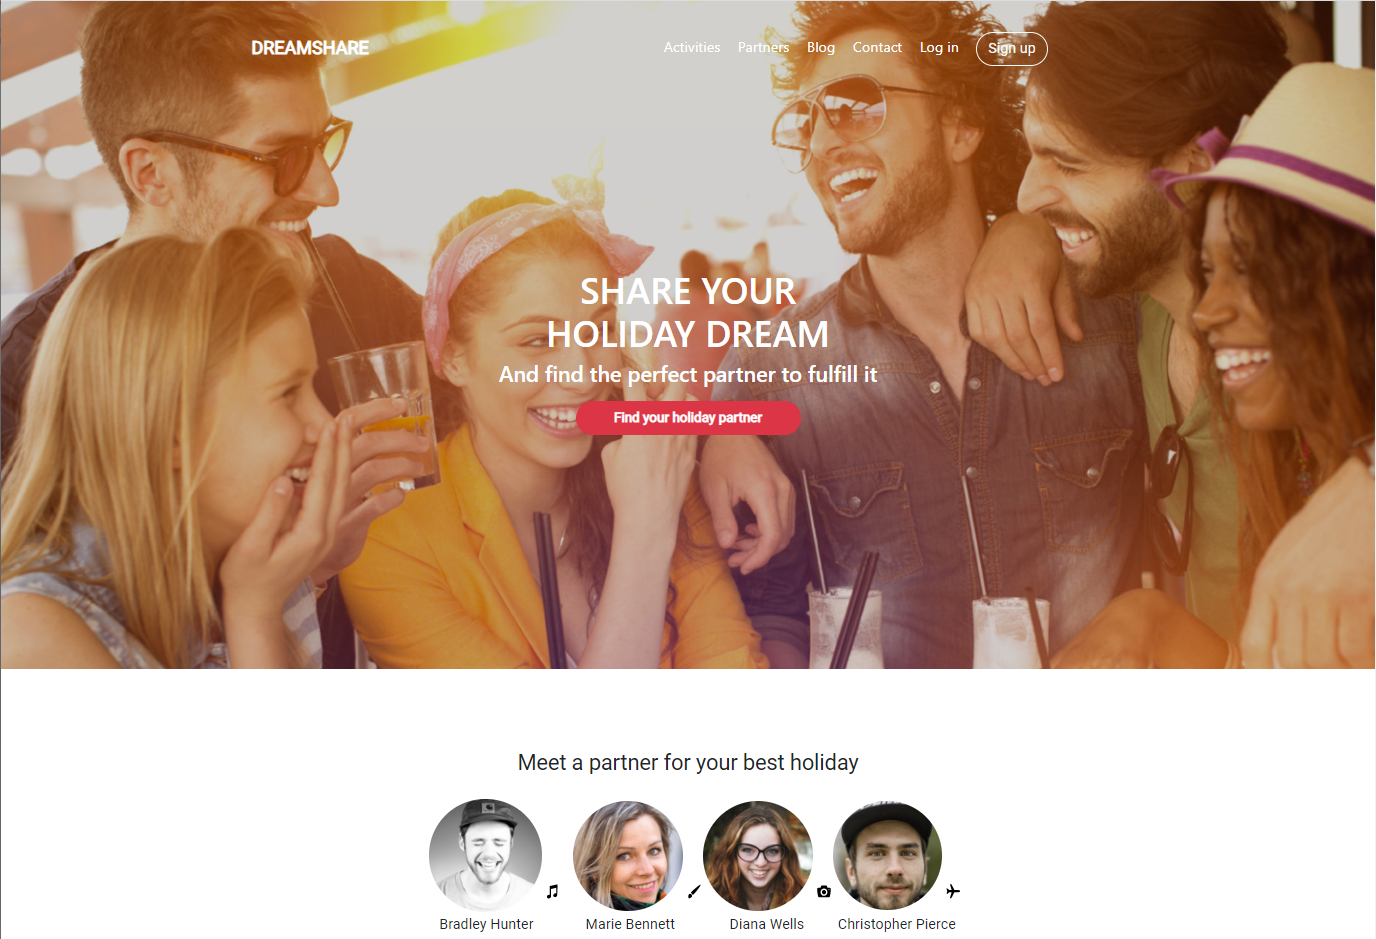 DREAMSHARE
Activities Partners Blog Contact Log in Sign up
SHARE YOUR
HOLIDAY DREAM
And find the perfect partner to fulfill it
Find your holiday partner
Meet a partner for your best holiday
Bradley Hunter Marie Bennett Diana Wells Christopher Pierce